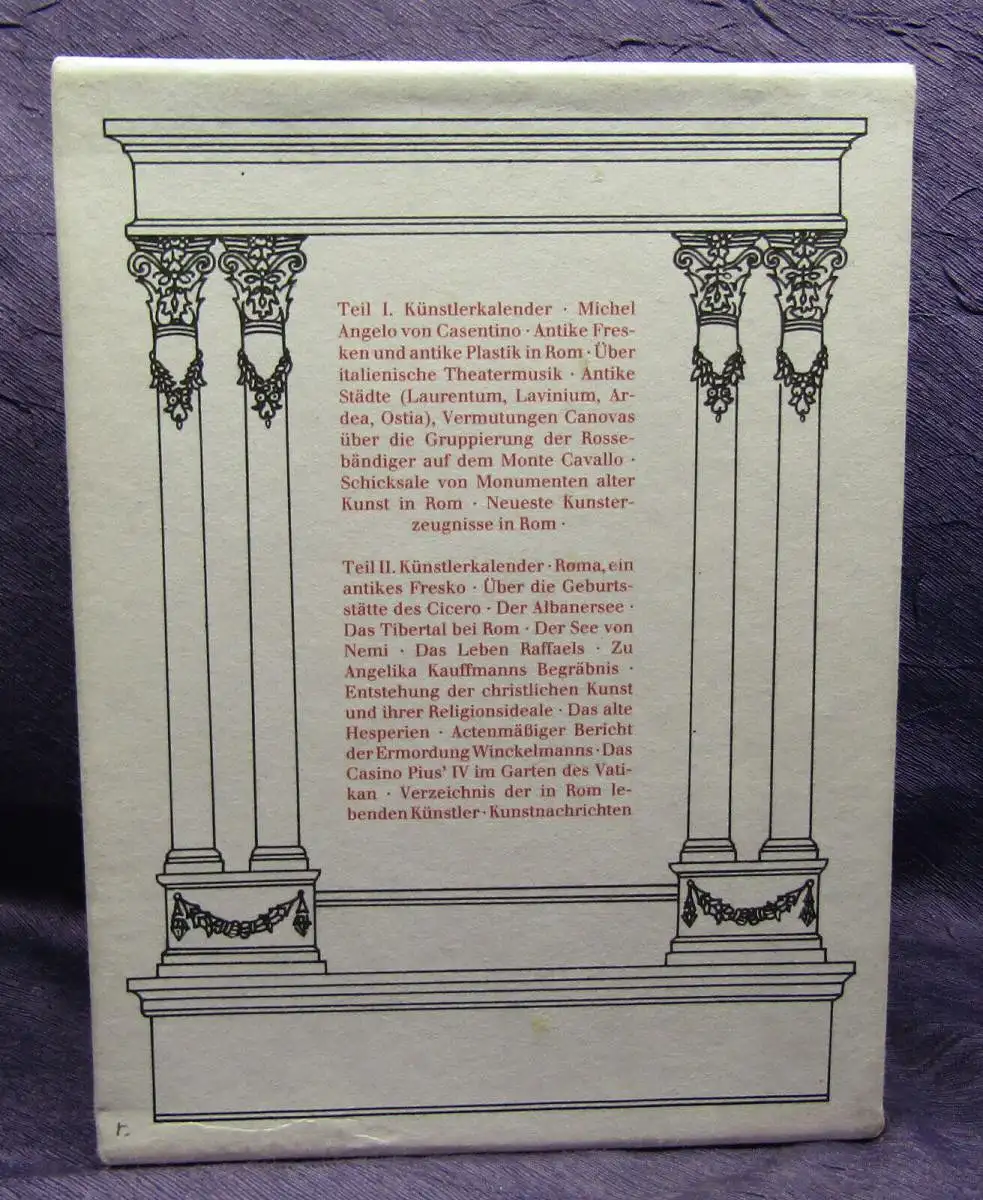 Teil I. Künstlerkalender · Michel
Angelo von Casentino · Antike Fres-
ken und antike Plastik in Rom · Über
italienische Theatermusik · Antike
Städte (Laurentum, Lavinium, Ar-
dea, Ostia), Vermutungen Canovas
über die Gruppierung der Rosse-
bändiger auf dem Monte Cavallo ·
Schicksale von Monumenten alter
Kunst in Rom · Neueste Kunster-
zeugnisse in Rom ·
Teil II. Künstlerkalender · Roma, ein
antikes Fresko · Über die Geburts-
stätte des Cicero · Der Albanersee ·
Das Tibertal bei Rom · Der See von
Nemi · Das Leben Raffaels · Zu
Angelika Kauffmanns Begräbnis ·
Entstehung der christlichen Kunst
und ihrer Religionsideale · Das alte
Hesperien · Actenmäßiger Bericht
der Ermordung Winckelmanns · Das
Casino Pius' IV im Garten des Vati-
kan · Verzeichnis der in Rom le-
benden Künstler · Kunstnachrichten